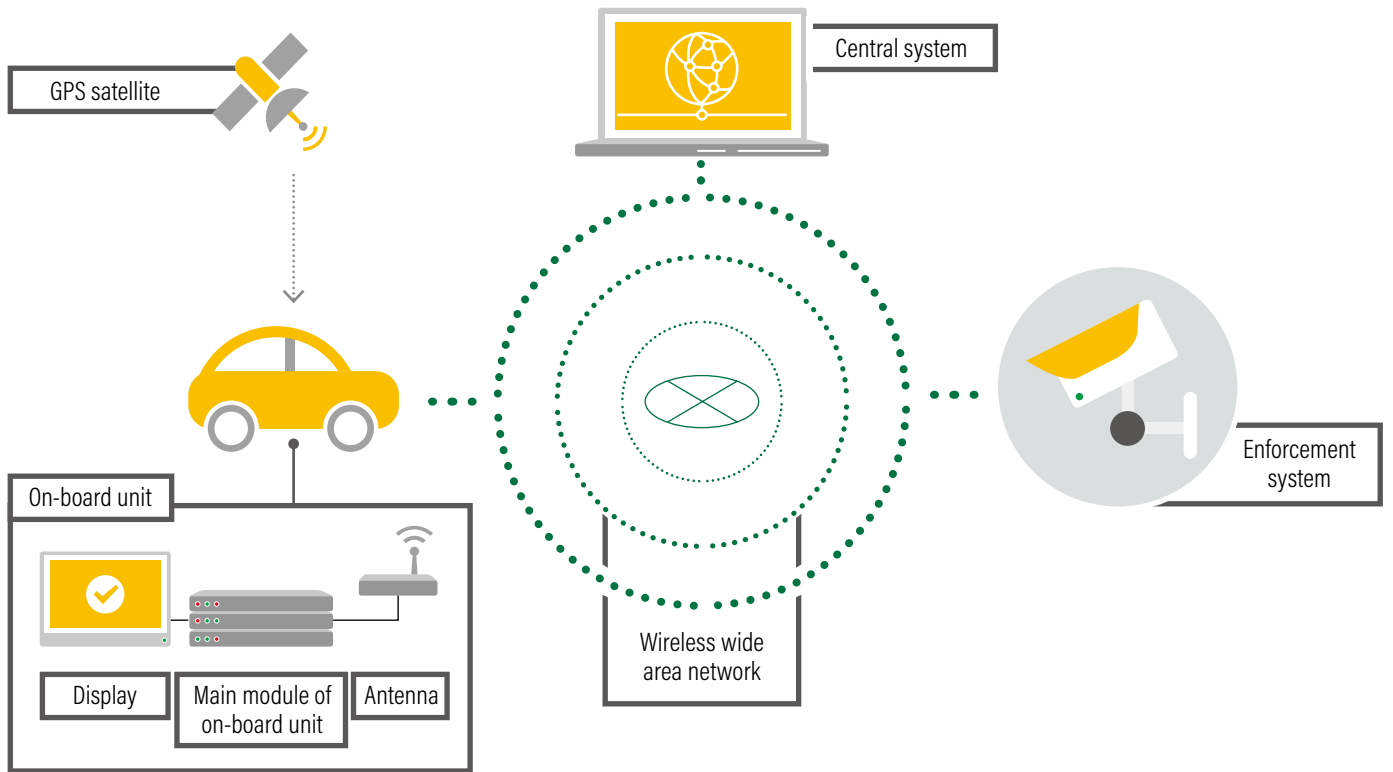 GPS satellite
Central system
Enforcement
system
On-board unit
Display
Main module of
on-board unit
Antenna
Wireless wide
area network